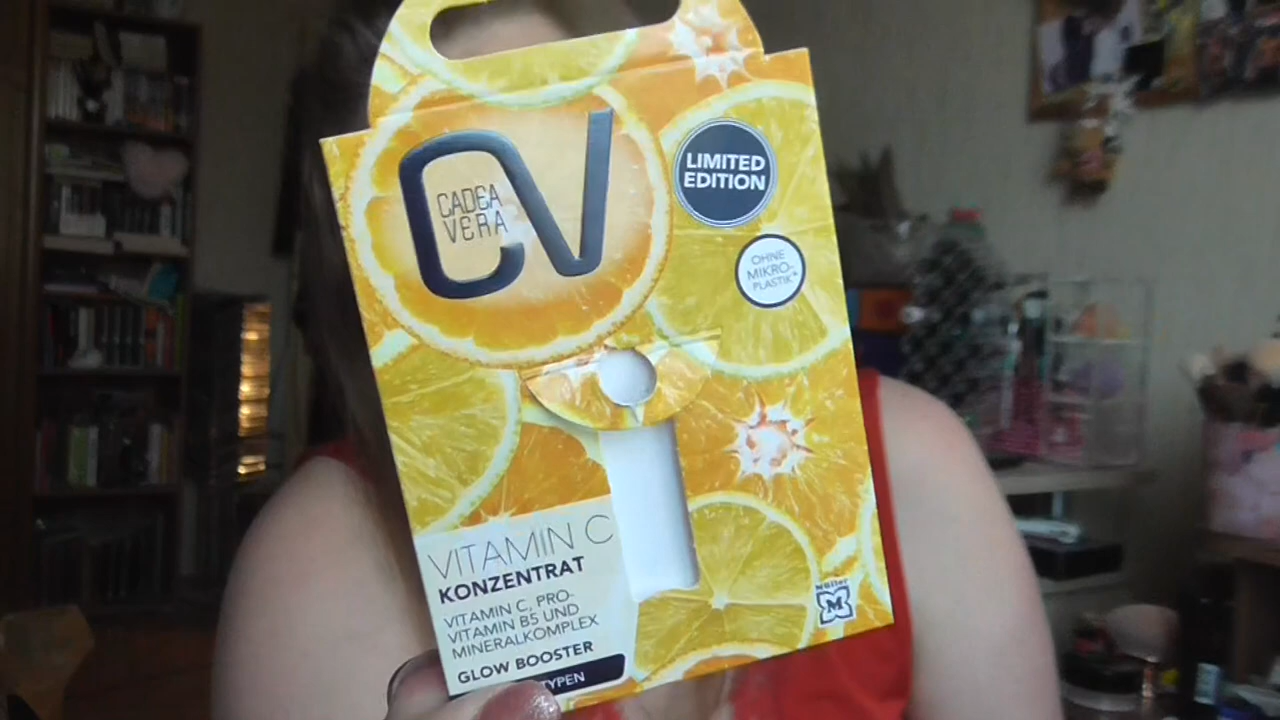 CV
CADEA
VERA
LIMITED
EDITION
OHNE
MIKRO-
PLASTIK*
VITAMIN C
KONZENTRAT
VITAMIN C, PRO-
VITAMIN B5 UND
MINERALKOMPLEX
GLOW BOOSTER
TYPEN
Müller
M